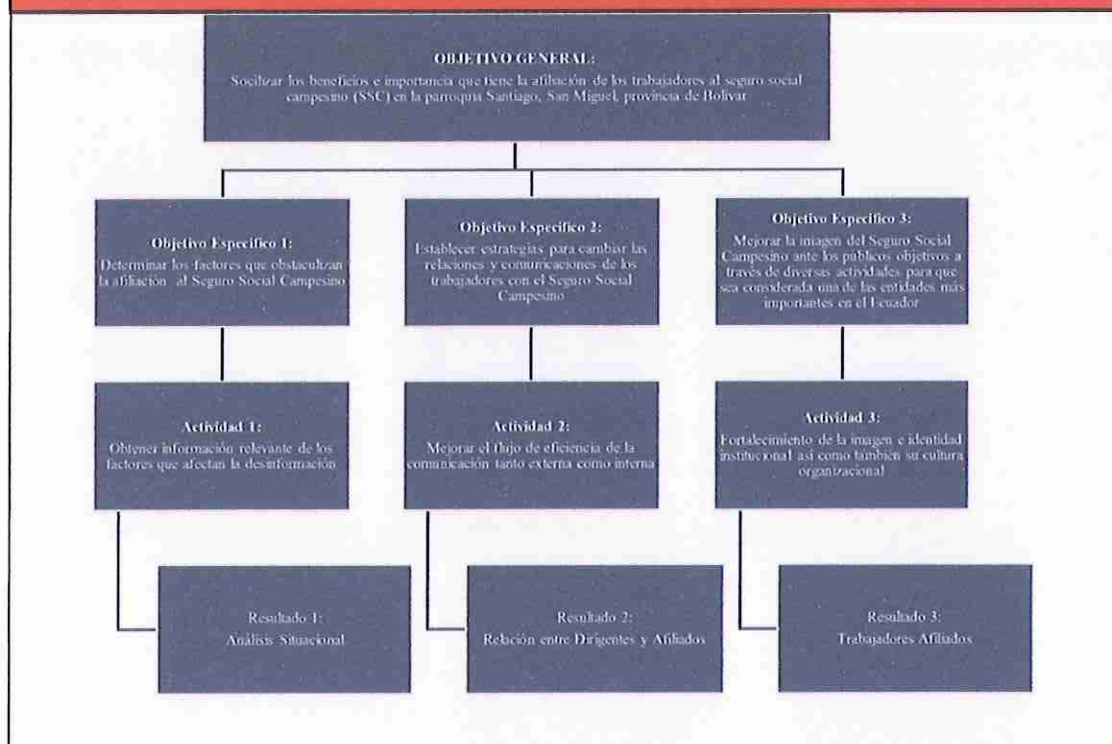 OBJETIVO GENERAL:
Socilizar los beneficios e importancia que tiene la afiliación de los trabajadores al seguro social
campesino (SSC) en la parroquia Santiago, San Miguel, provincia de Bolívar
Objetivo Especifico 1:
Determinar los factores que obstaculizan
la afiliación al Seguro Social Campesino
Objetivo Especifico 2:
Establecer estrategias para cambiar las
relaciones y comunicaciones de los
trabajadores con el Seguro Social
Campesino
Objetivo Especifico 3:
Mejorar la imagen del Seguro Social
Campesino ante los públicos objetivos a
través de diversas actividades para que
sea considerada una de las entidades más
importantes en el Ecuador
Actividad 1:
Obtener información relevante de los
factores que afectan la desinformación
Actividad 2:
Mejorar el flujo de eficiencia de la
comunicación tanto externa como interna
Actividad 3:
Fortalecimiento de la imagen e identidad
institucional así como también su cultura
organizacional
Resultado 1:
Análisis Situacional
Resultado 2:
Relación entre Dirigentes y Afiliados
Resultado 3:
Trabajadores Afiliados